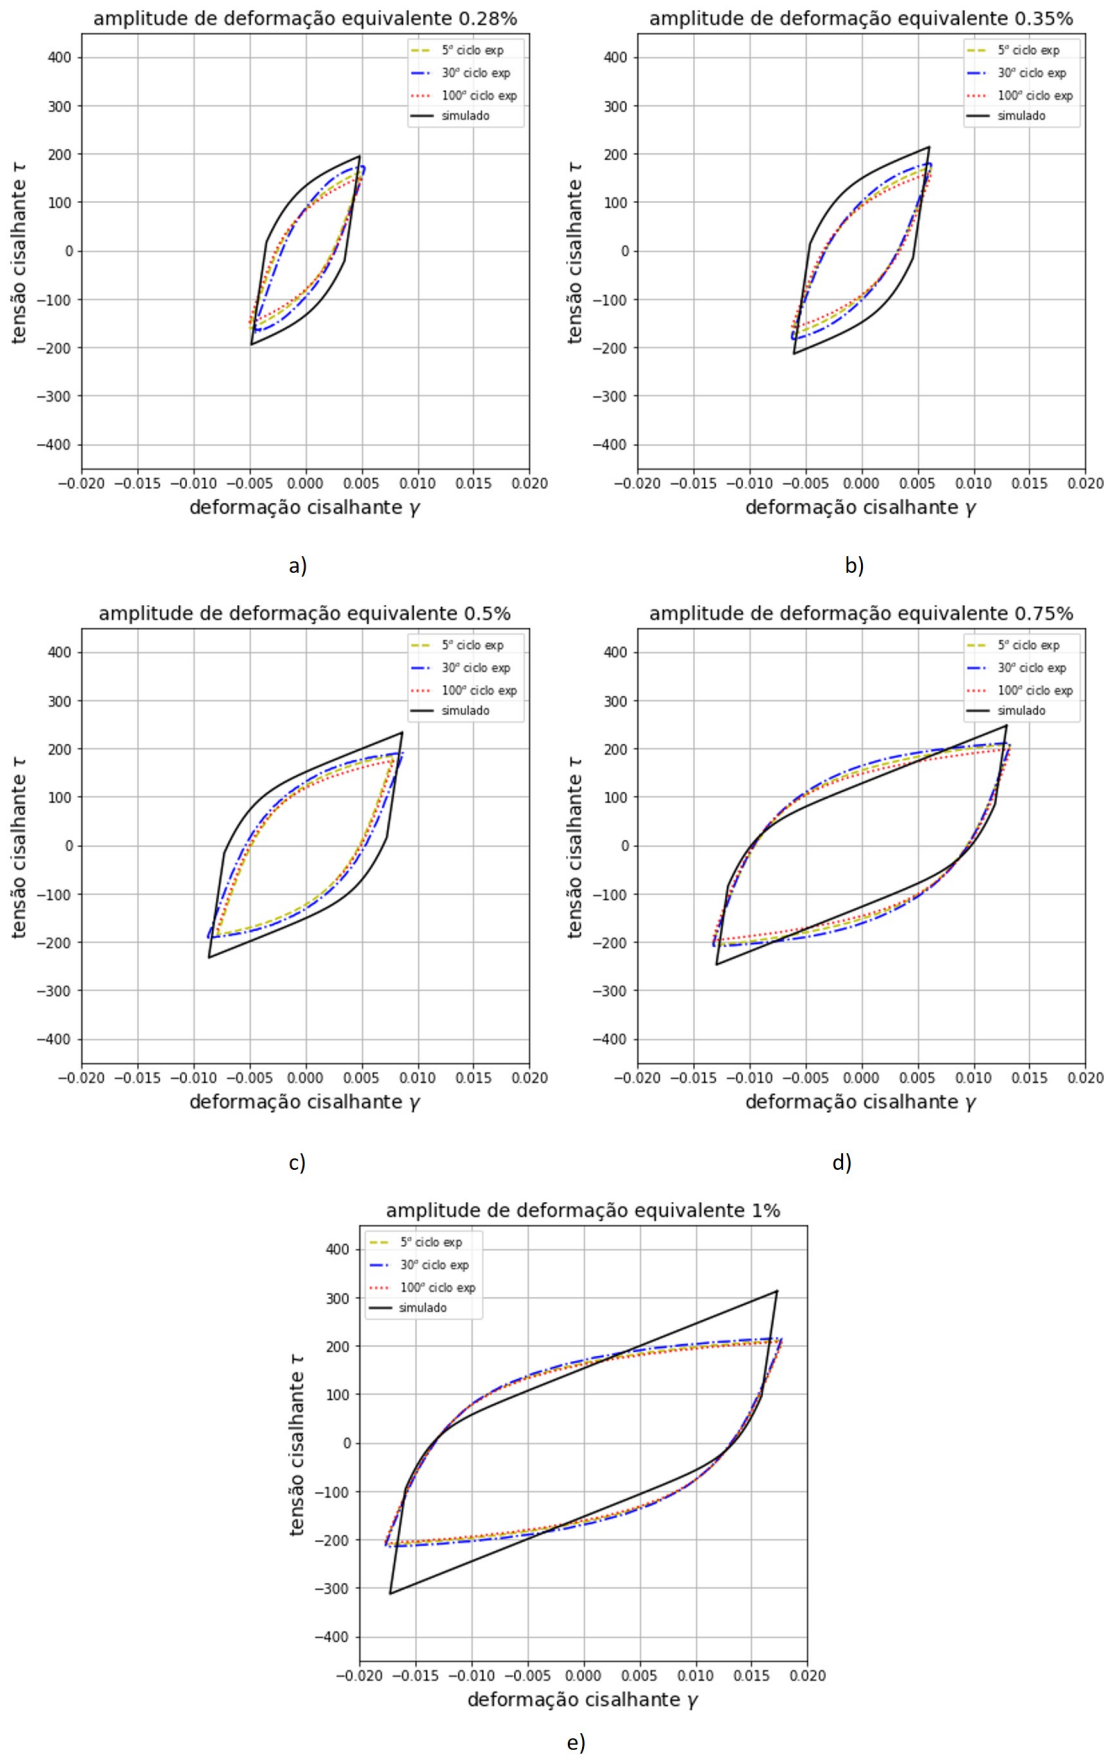 amplitude de deformação equivalente 0.28%
400
300
200
100
0
−100
−200
−300
−400
tensão cisalhante τ
5º ciclo exp
30º ciclo exp
100º ciclo exp
simulado
−0.020 −0.015 −0.010 −0.005 0.000 0.005 0.010 0.015 0.020
deformação cisalhante γ
a)
amplitude de deformação equivalente 0.35%
400
300
200
100
0
−100
−200
−300
−400
tensão cisalhante τ
5º ciclo exp
30º ciclo exp
100º ciclo exp
simulado
−0.020 −0.015 −0.010 −0.005 0.000 0.005 0.010 0.015 0.020
deformação cisalhante γ
b)
amplitude de deformação equivalente 0.5%
400
300
200
100
0
−100
−200
−300
−400
tensão cisalhante τ
5º ciclo exp
30º ciclo exp
100º ciclo exp
simulado
−0.020 −0.015 −0.010 −0.005 0.000 0.005 0.010 0.015 0.020
deformação cisalhante γ
c)
amplitude de deformação equivalente 0.75%
400
300
200
100
0
−100
−200
−300
−400
tensão cisalhante τ
5º ciclo exp
30º ciclo exp
100º ciclo exp
simulado
−0.020 −0.015 −0.010 −0.005 0.000 0.005 0.010 0.015 0.020
deformação cisalhante γ
d)
amplitude de deformação equivalente 1%
400
300
200
100
0
−100
−200
−300
−400
tensão cisalhante τ
5º ciclo exp
30º ciclo exp
100º ciclo exp
simulado
−0.020 −0.015 −0.010 −0.005 0.000 0.005 0.010 0.015 0.020
deformação cisalhante γ
e)